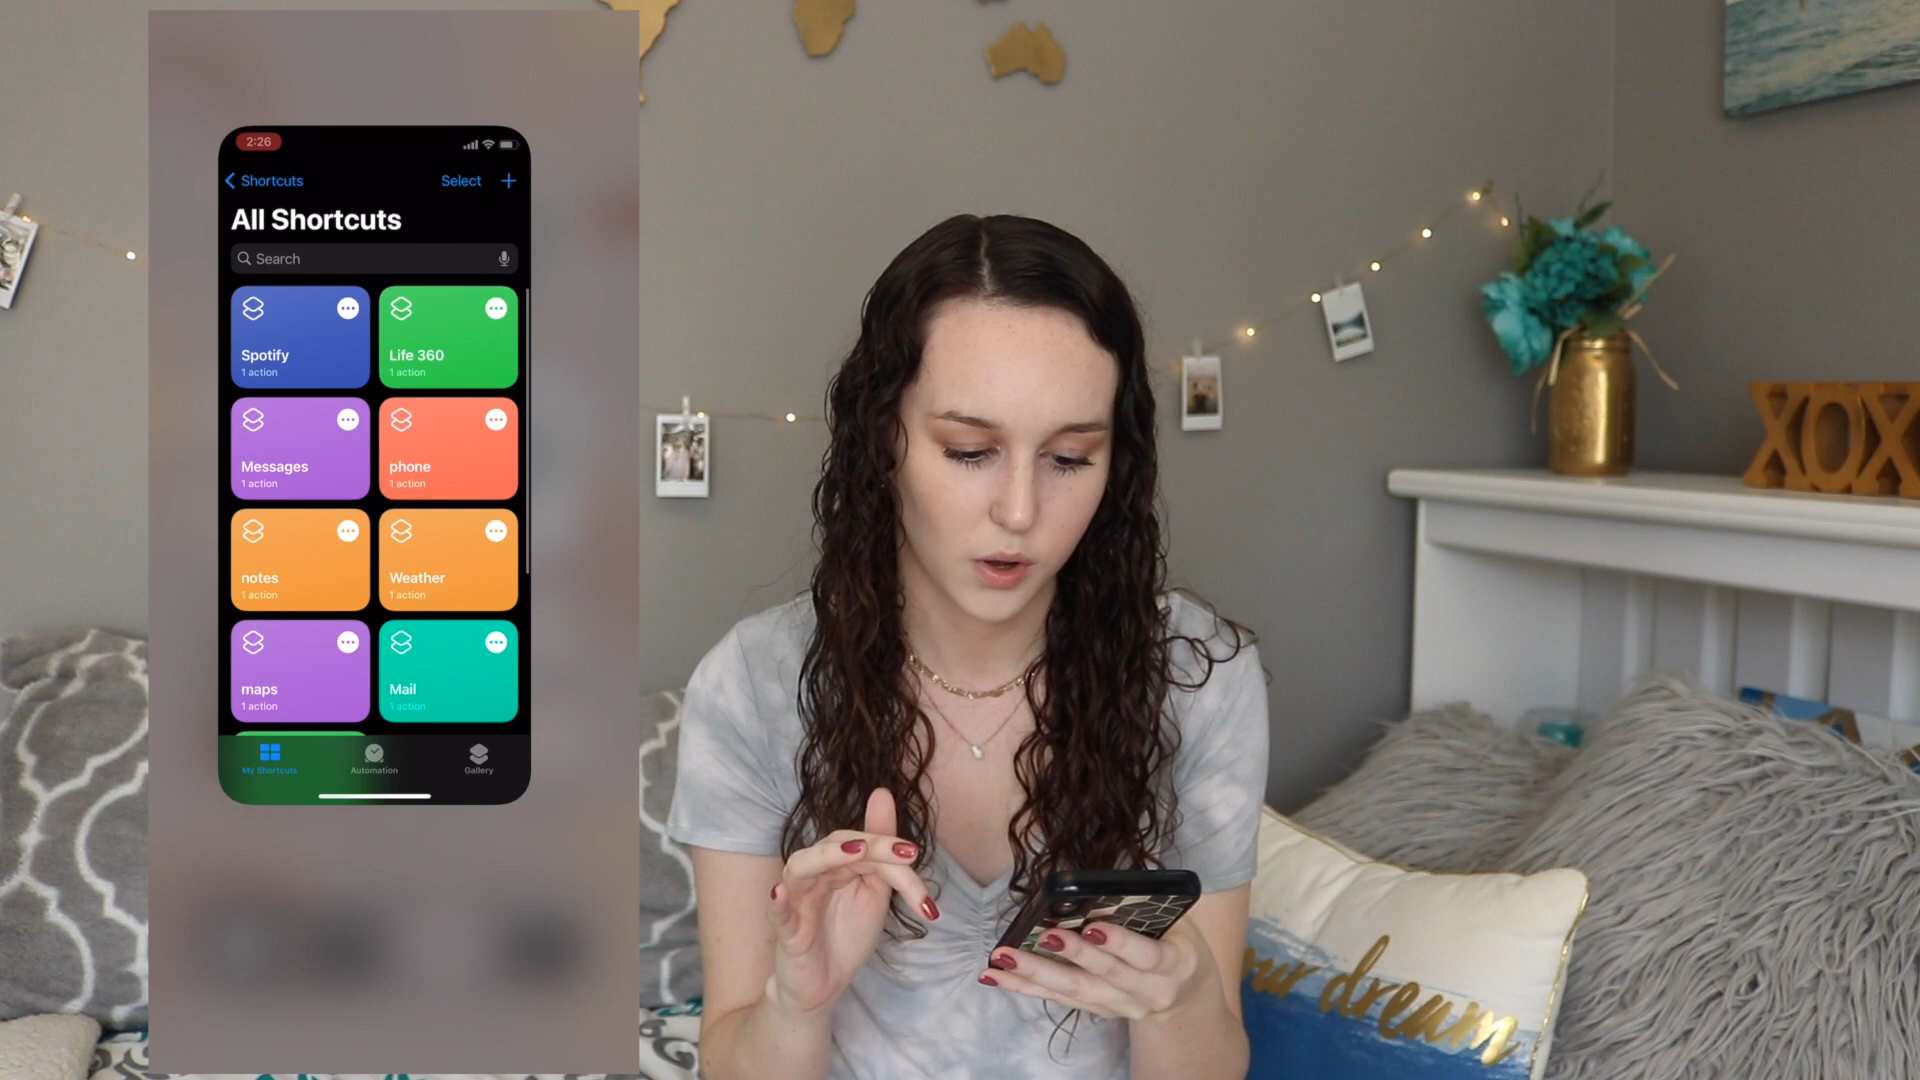 2:26
Shortcuts
Select +
All Shortcuts
Search
Spotify
1 action
Life 360
1 action
Messages
1 action
phone
1 action
notes
1 action
Weather
1 action
maps
1 action
Mail
1 action
My Shortcuts
Automation
Gallery
XOX
ur dream